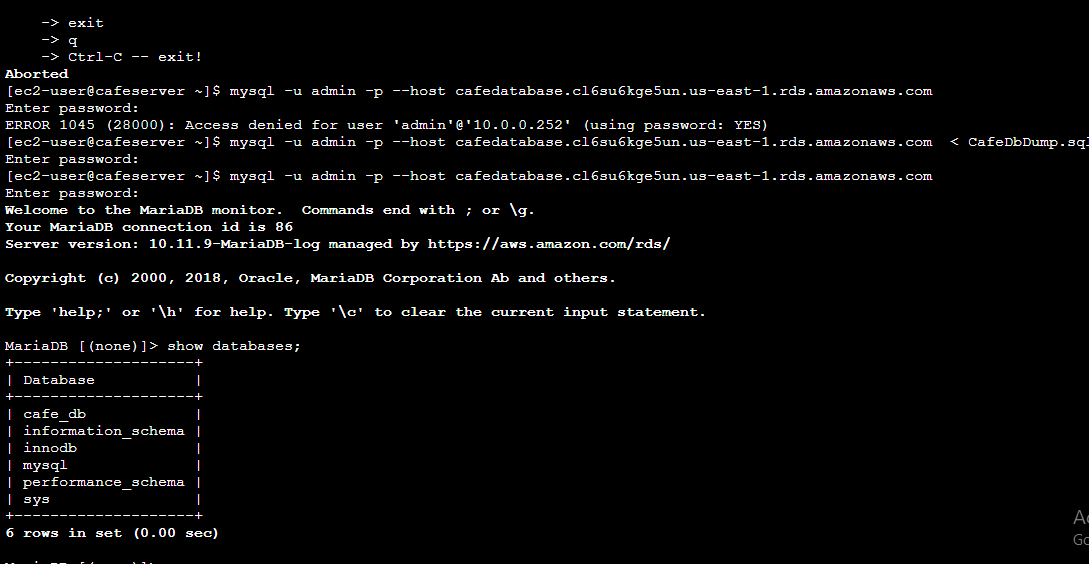 -> exit
-> q
-> Ctrl-C -- exit!
Aborted
[ec2-user@cafeserver ~]$ mysql -u admin -p --host cafedatabase.cl6su6kge5un.us-east-1.rds.amazonaws.com
Enter password:
ERROR 1045 (28000): Access denied for user 'admin'@'10.0.0.252' (using password: YES)
[ec2-user@cafeserver ~]$ mysql -u admin -p --host cafedatabase.cl6su6kge5un.us-east-1.rds.amazonaws.com  < CafeDbDump.sql
Enter password:
[ec2-user@cafeserver ~]$ mysql -u admin -p --host cafedatabase.cl6su6kge5un.us-east-1.rds.amazonaws.com
Enter password:
Welcome to the MariaDB monitor.  Commands end with ; or \g.
Your MariaDB connection id is 86
Server version: 10.11.9-MariaDB-log managed by https://aws.amazon.com/rds/
Copyright (c) 2000, 2018, Oracle, MariaDB Corporation Ab and others.
Type 'help;' or '\h' for help. Type '\c' to clear the current input statement.
MariaDB [(none)]> show databases;
+--------------------+
| Database           |
+--------------------+
| cafe_db            |
| information_schema |
| innodb             |
| mysql              |
| performance_schema |
| sys                |
+--------------------+
6 rows in set (0.00 sec)